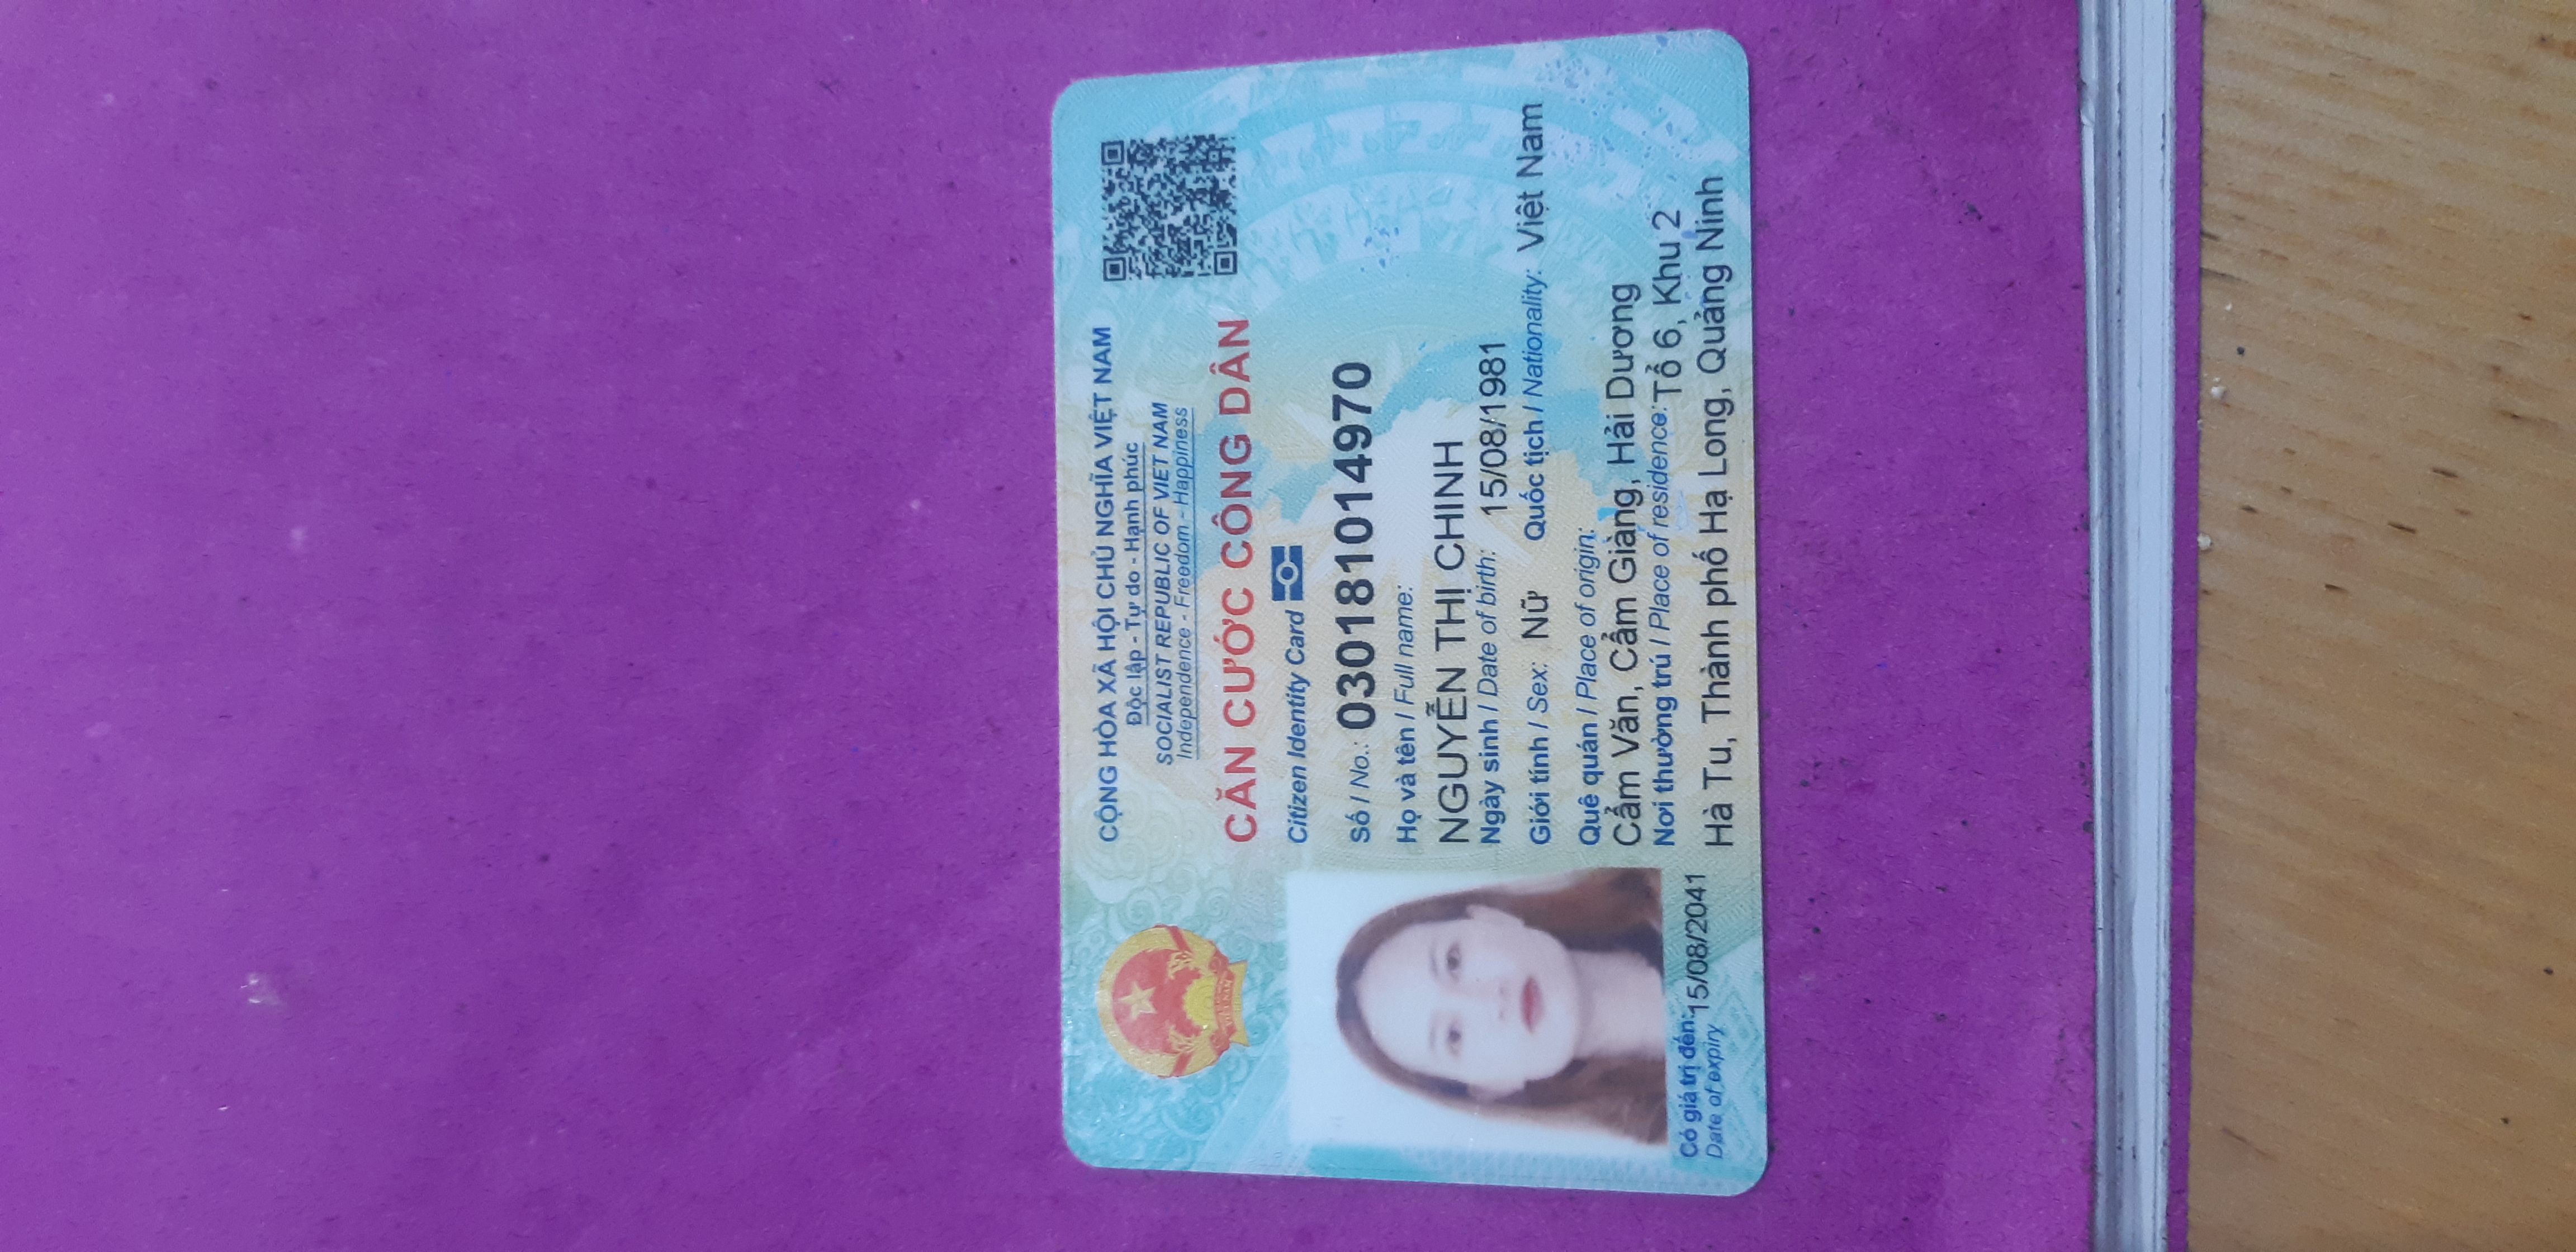 CỘNG HÒA XÃ HỘI CHỦ NGHĨA VIỆT NAM
Độc lập - Tự do - Hạnh phúc
SOCIALIST REPUBLIC OF VIET NAM
Independence - Freedom - Happiness
CĂN CƯỚC CÔNG DÂN
Citizen Identity Card
Số / No.: 030181014970
Họ và tên / Full name:
NGUYỄN THỊ CHINH
Ngày sinh / Date of birth: 15/08/1981
Giới tính / Sex: Nữ Quốc tịch / Nationality: Việt Nam
Quê quán / Place of origin:
Cẩm Văn, Cẩm Giàng, Hải Dương
Nơi thường trú / Place of residence: Tổ 6, Khu 2
Hà Tu, Thành phố Hạ Long, Quảng Ninh
Có giá trị đến: 15/08/2041
Date of expiry
VIỆT NAM